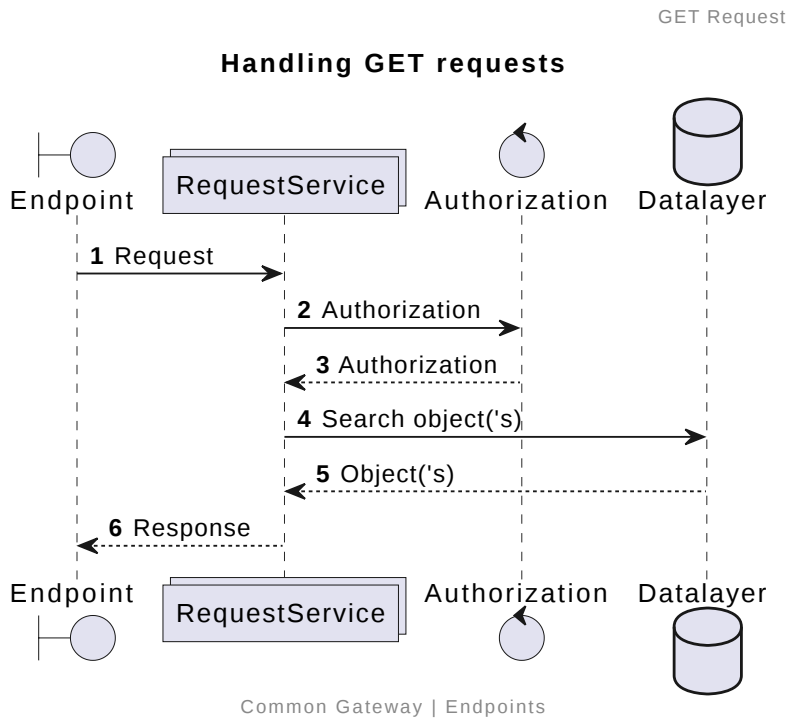 GET Request
Handling GET requests
Endpoint RequestService Authorization Datalayer
1 Request
2 Authorization
3 Authorization
4 Search object('s)
5 Object('s)
6 Response
Endpoint RequestService Authorization Datalayer
Common Gateway | Endpoints